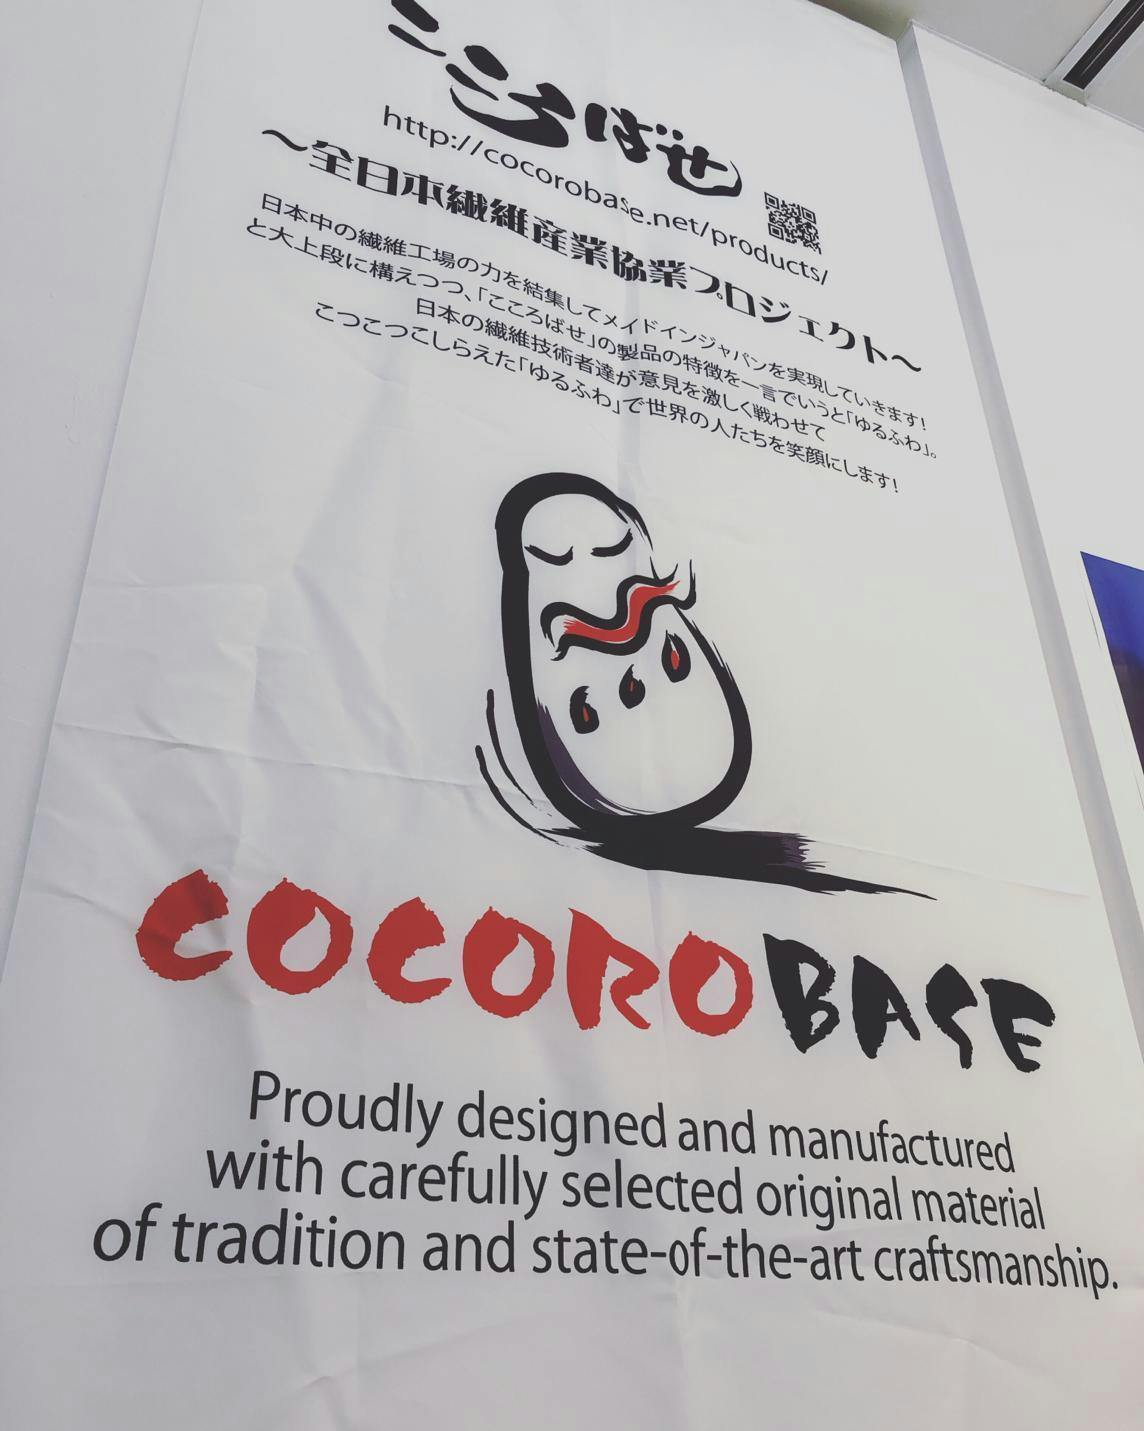 こころばせ
http://cocorobase.net/products/
～全日本繊維産業協業プロジェクト～
日本中の繊維工場の力を結集してメイドインジャパンを実現していきます!
と大上段に構えつつ、「こころばせ」の製品の特徴を一言でいうと「ゆるふわ」。
日本の繊維技術者達が意見を激しく戦わせて
こつこつこしらえた「ゆるふわ」で世界の人たちを笑顔にします!
COCOROBASE
Proudly designed and manufactured
with carefully selected original material
of tradition and state-of-the-art craftsmanship.